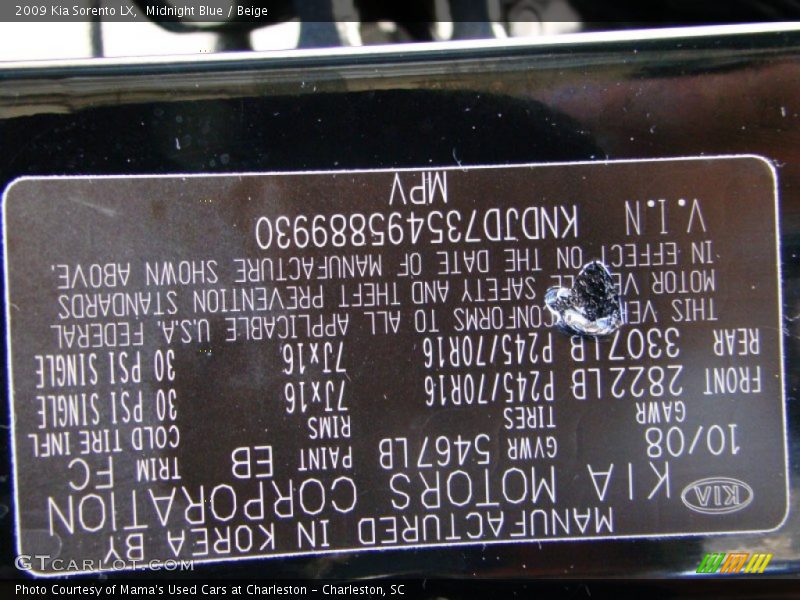 2009 Kia Sorento LX, Midnight Blue / Beige
MANUFACTURED IN KOREA BY
KIA KIA MOTORS CORPORATION
10/08 GVWR 5467LB PAINT EB TRIM FC
GAWR TIRES RIMS COLD TIRE INFL
FRONT 2822LB P245/70R16 7Jx16 30 PSI SINGLE
REAR 3307LB P245/70R16 7Jx16 30 PSI SINGLE
THIS CONFORMS TO ALL APPLICABLE U.S.A. FEDERAL
MOTOR SAFETY AND THEFT PREVENTION STANDARDS
IN EFFECT ON THE DATE OF MANUFACTURE SHOWN ABOVE.
V.I.N KNDJD735495889930
MPV
GTCarLot.com
Photo Courtesy of Mama's Used Cars at Charleston - Charleston, SC